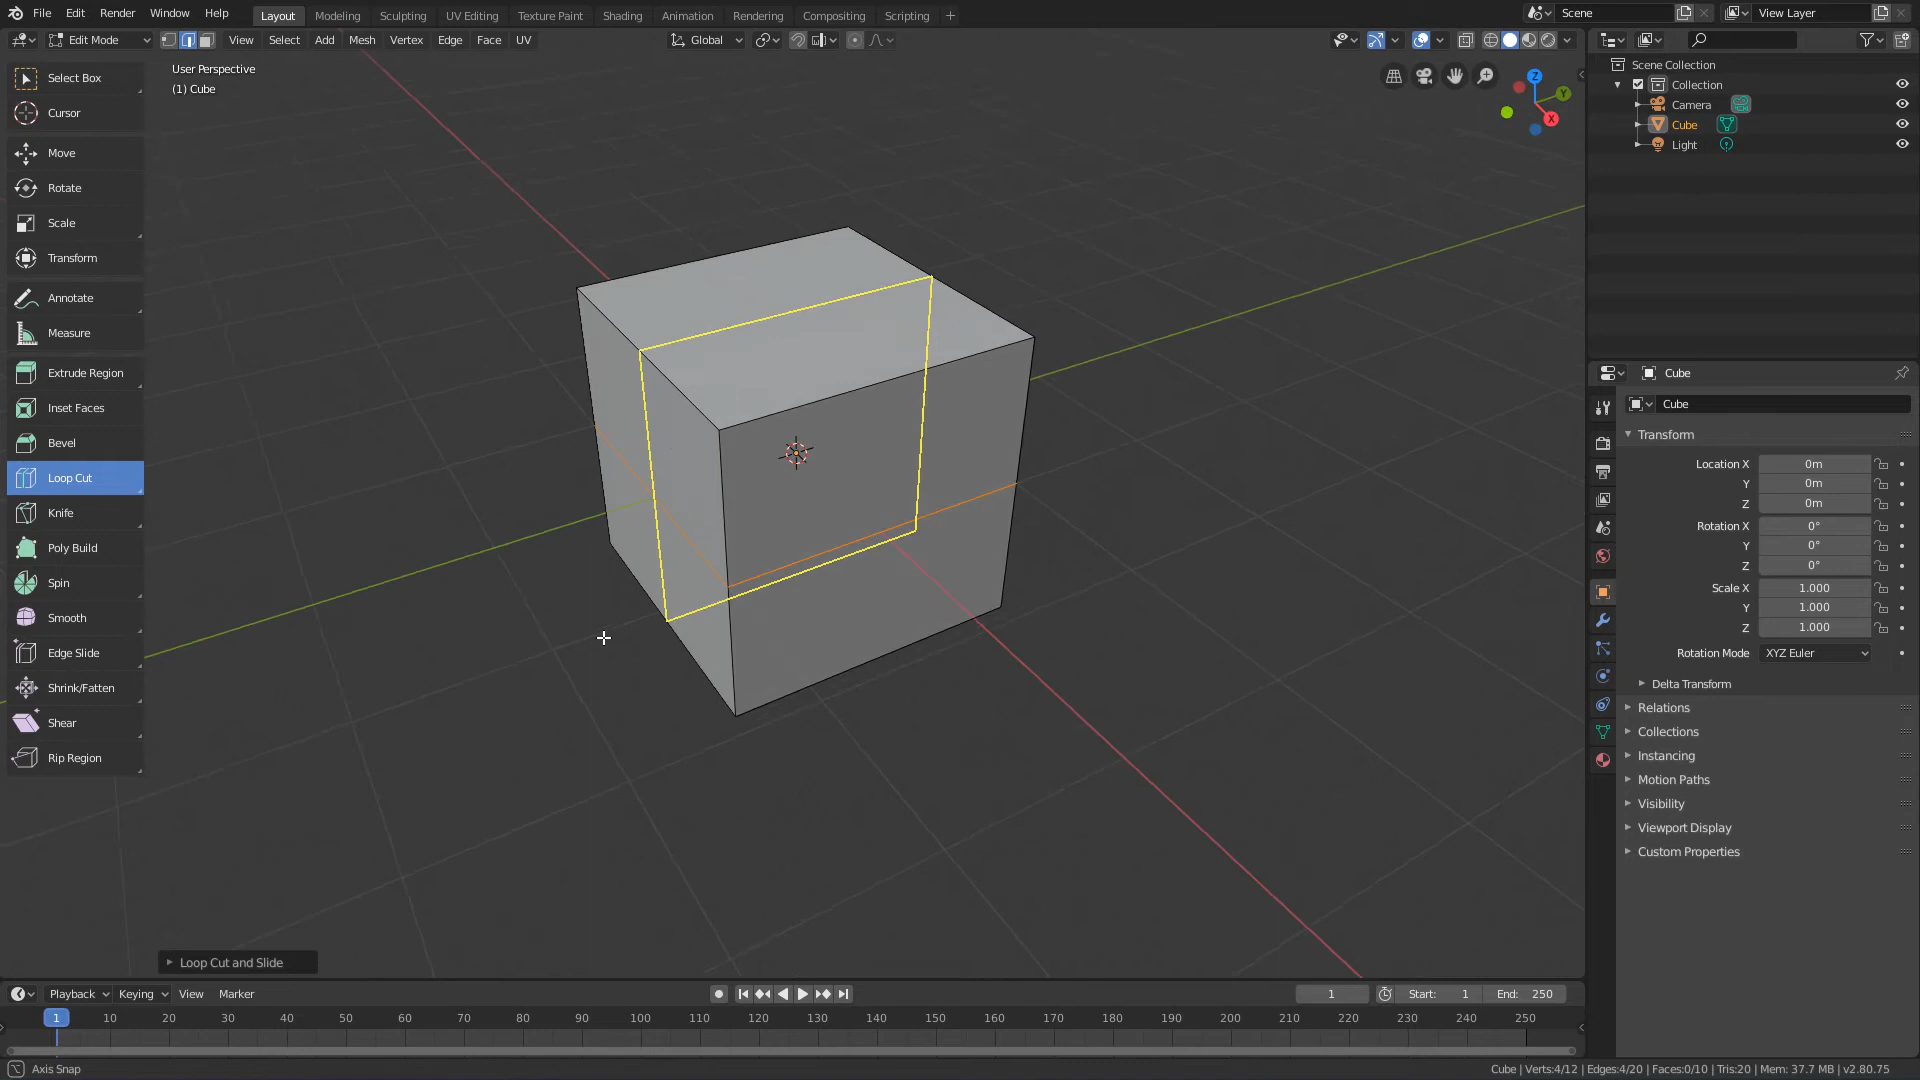 File Edit Render Window Help Layout Modeling Sculpting UV Editing Texture Paint Shading Animation Rendering Compositing Scripting + Scene View Layer
Edit Mode View Select Add Mesh Vertex Edge Face UV Global
User Perspective
(1) Cube
Select Box
Cursor
Move
Rotate
Scale
Transform
Annotate
Measure
Extrude Region
Inset Faces
Bevel
Loop Cut
Knife
Poly Build
Spin
Smooth
Edge Slide
Shrink/Fatten
Shear
Rip Region
Z
Y
X
Scene Collection
Collection
Camera
Cube
Light
Cube
Cube
Transform
Location X 0m
Y 0m
Z 0m
Rotation X 0°
Y 0°
Z 0°
Scale X 1.000
Y 1.000
Z 1.000
Rotation Mode XYZ Euler
Delta Transform
Relations
Collections
Instancing
Motion Paths
Visibility
Viewport Display
Custom Properties
Loop Cut and Slide
Playback Keying View Marker 1 Start: 1 End: 250
1 10 20 30 40 50 60 70 80 90 100 110 120 130 140 150 160 170 180 190 200 210 220 230 240 250
Axis Snap Cube | Verts:4/12 | Edges:4/20 | Faces:0/10 | Tris:20 | Mem: 37.7 MB | v2.80.75